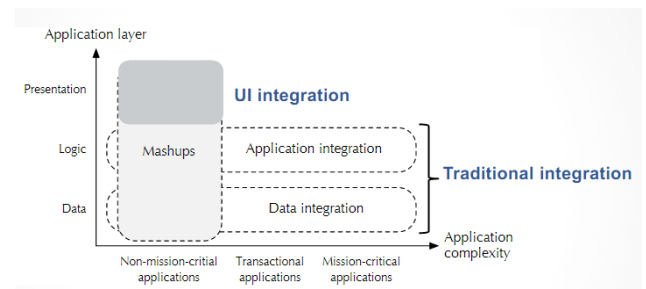 Application layer
Presentation
UI integration
Logic
Mashups
Application integration
Traditional integration
Data
Data integration
Application
complexity
Non-mission-critial
applications
Transactional
applications
Mission-critical
applications